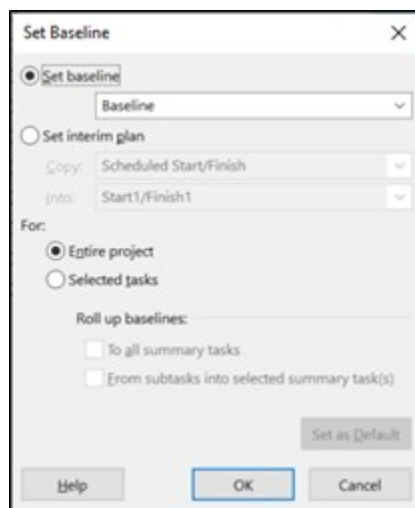 Set Baseline
Set baseline
Baseline
Set interim plan
Copy: Scheduled Start/Finish
Into: Start1/Finish1
For:
Entire project
Selected tasks
Roll up baselines:
To all summary tasks
From subtasks into selected summary task(s)
Set as Default
Help OK Cancel